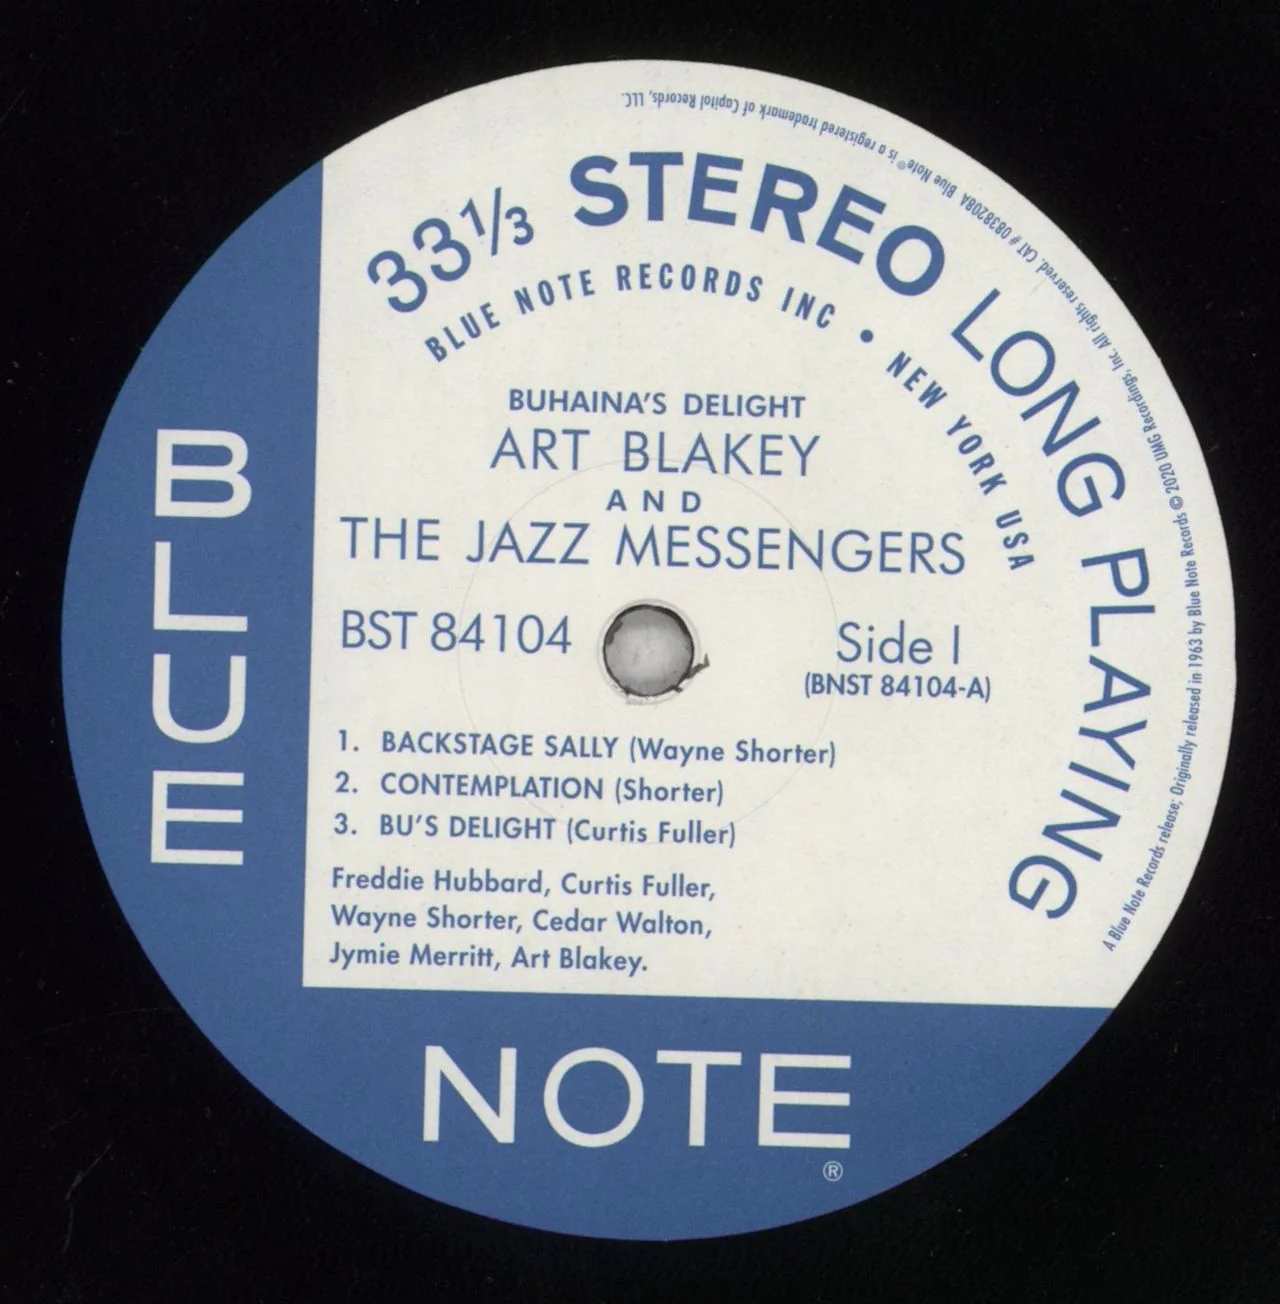 33⅓ STEREO LONG PLAYING
BLUE NOTE RECORDS INC • NEW YORK USA
BUHAINA'S DELIGHT
ART BLAKEY
AND
THE JAZZ MESSENGERS
BST 84104
Side I
(BNST 84104-A)
1. BACKSTAGE SALLY (Wayne Shorter)
2. CONTEMPLATION (Shorter)
3. BU'S DELIGHT (Curtis Fuller)
Freddie Hubbard, Curtis Fuller,
Wayne Shorter, Cedar Walton,
Jymie Merritt, Art Blakey.
BLUE
NOTE
®
A Blue Note Records release; Originally released in 1963 by Blue Note Records © 2020 UMG Recordings, Inc. All rights reserved. CAT # 0838208A Blue Note® is a registered trademark of Capitol Records, LLC.